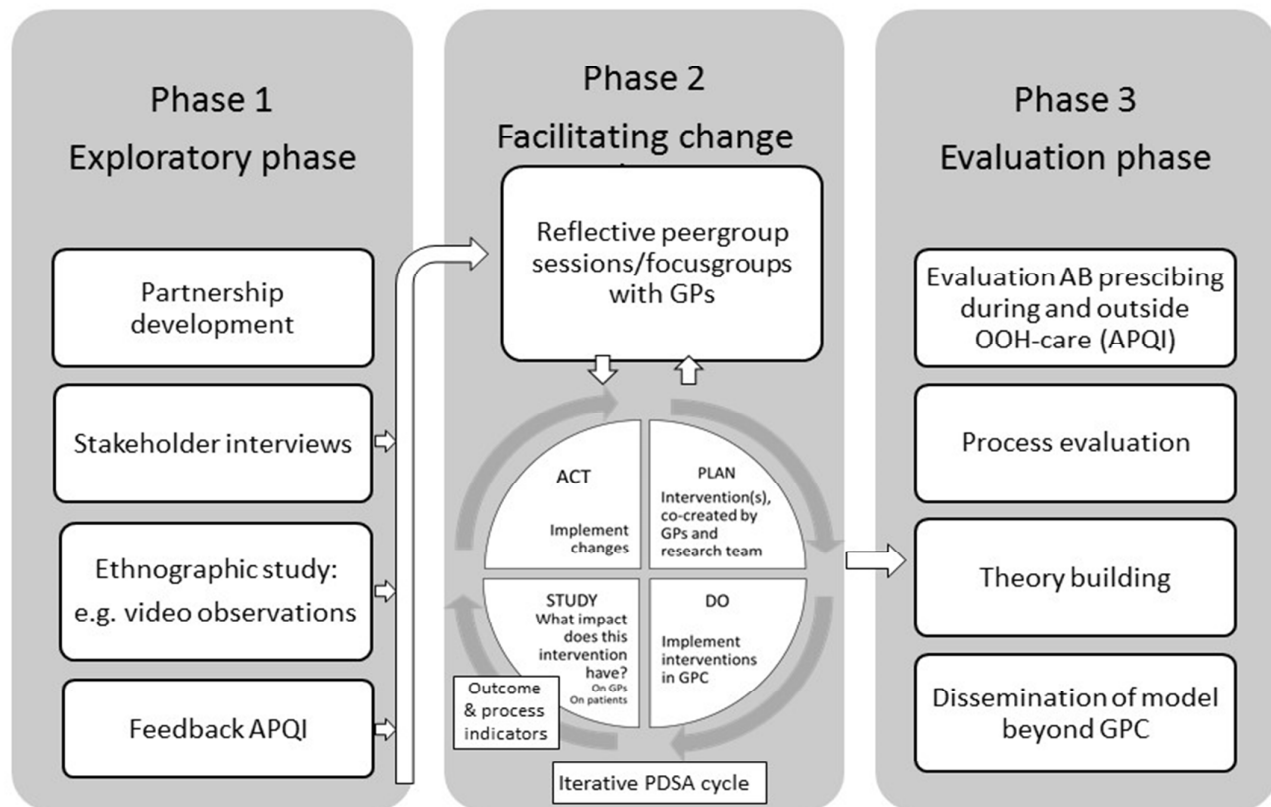 Phase 1
Exploratory phase
Partnership
development
Stakeholder interviews
Ethnographic study:
e.g. video observations
Feedback APQI
Phase 2
Facilitating change
Reflective peergroup
sessions/focusgroups
with GPs
ACT
Implement
changes
PLAN
Intervention(s),
co-created by
GPs and
research team
STUDY
What impact
does this
intervention
have?
On GPs
On patients
DO
Implement
interventions
in GPC
Outcome
& process
indicators
Iterative PDSA cycle
Phase 3
Evaluation phase
Evaluation AB prescibing
during and outside
OOH-care (APQI)
Process evaluation
Theory building
Dissemination of model
beyond GPC